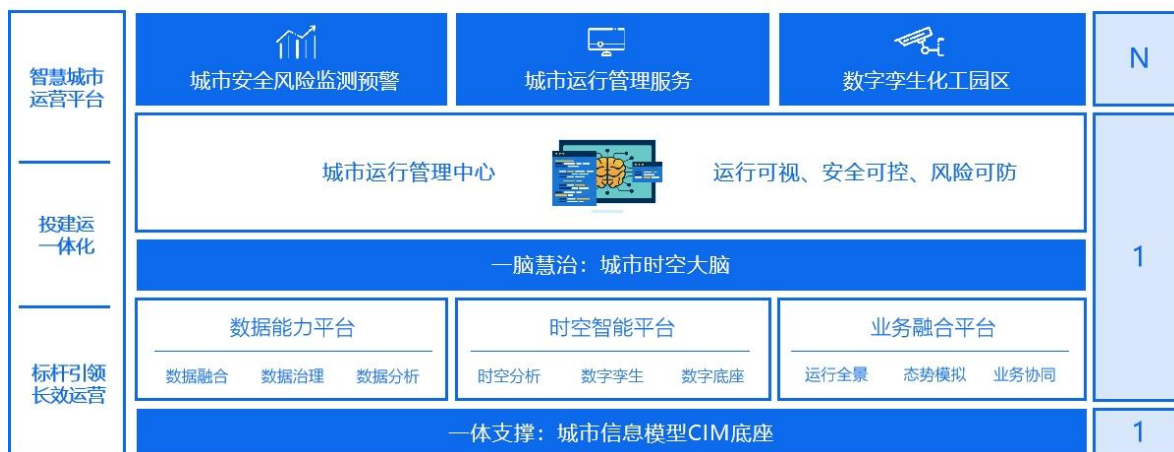 智慧城市
运营平台
投建运
一体化
标杆引领
长效运营
城市安全风险监测预警
城市运行管理服务
数字孪生化工园区
N
城市运行管理中心
运行可视、安全可控、风险可防
一脑慧治：城市时空大脑
1
数据能力平台
数据融合 数据治理 数据分析
时空智能平台
时空分析 数字孪生 数字底座
业务融合平台
运行全景 态势模拟 业务协同
一体支撑：城市信息模型CIM底座
1